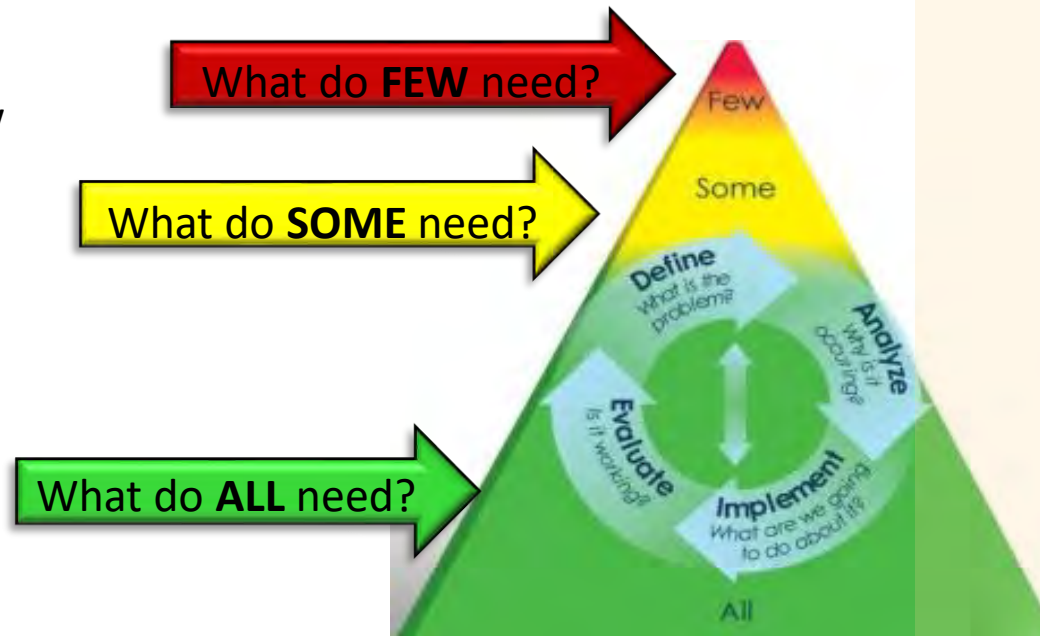 What do FEW need?
Few
What do SOME need?
Some
Define
What is the
problem?
Analyze
Why is it
occuring?
Implement
What are we going
to do about it?
Evaluate
Is it working?
What do ALL need?
All